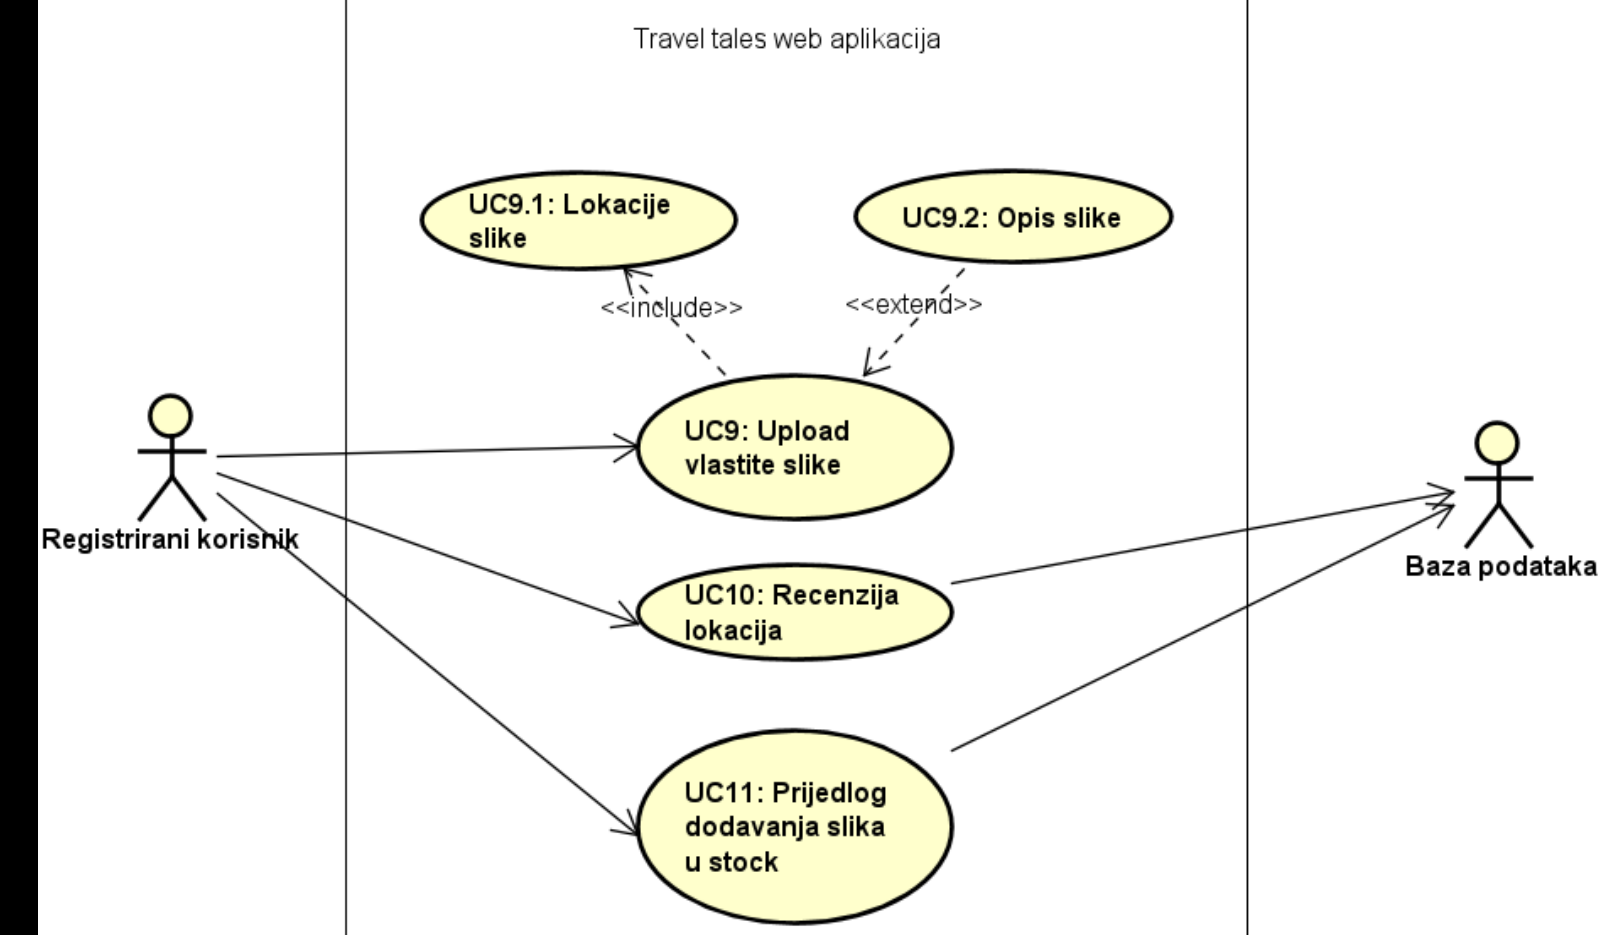 Travel tales web aplikacija
UC9.1: Lokacije
slike
UC9.2: Opis slike
<<include>>
<<extend>>
UC9: Upload
vlastite slike
Registrirani korisnik
Baza podataka
UC10: Recenzija
lokacija
UC11: Prijedlog
dodavanja slika
u stock